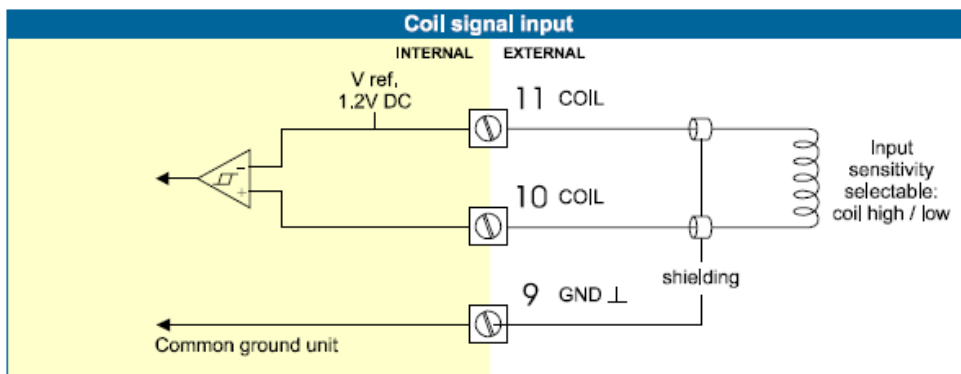 Coil signal input
INTERNAL
EXTERNAL
V ref,
1.2V DC
11 COIL
-
+
10 COIL
Input
sensitivity
selectable:
coil high / low
shielding
9 GND ⊥
Common ground unit